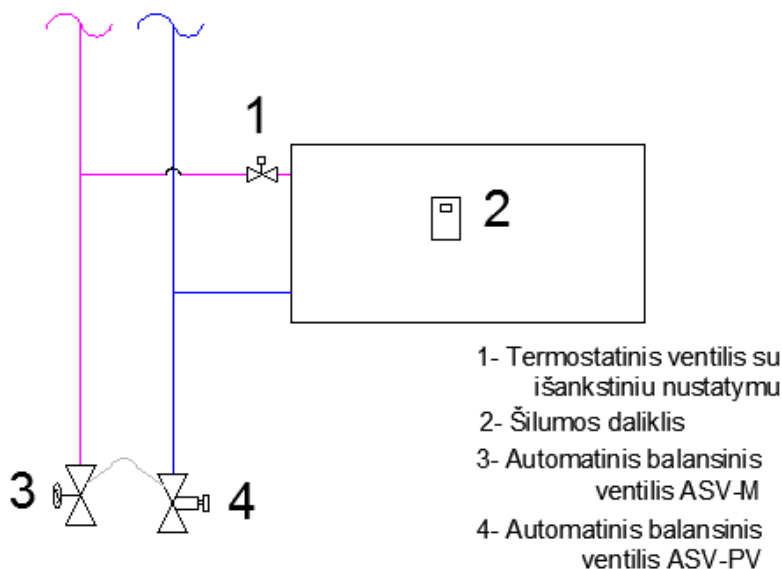 1
2
1- Termostatinis ventilis su
išankstiniu nustatymu
2- Šilumos daliklis
3- Automatinis balansinis
ventilis ASV-M
4- Automatinis balansinis
ventilis ASV-PV
3
4